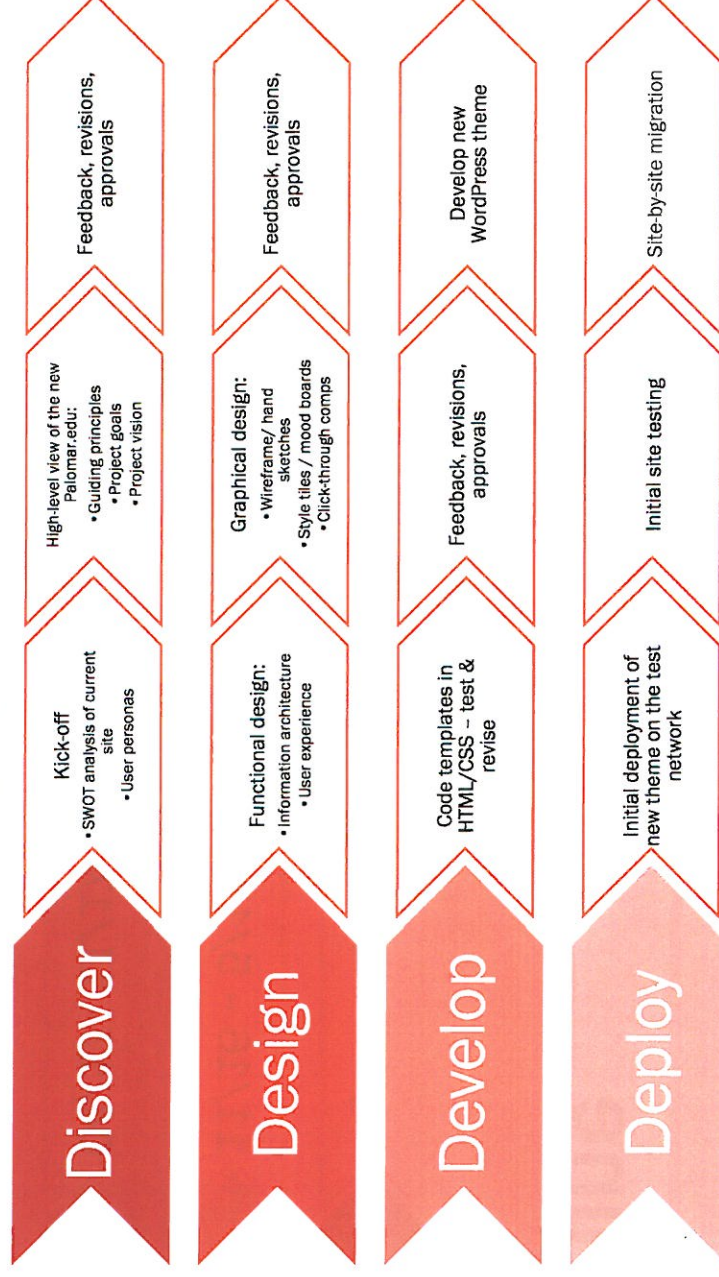 Discover
Kick-off
• SWOT analysis of current
site
• User personas
High-level view of the new
Palomar.edu:
• Guiding principles
• Project goals
• Project vision
Feedback, revisions,
approvals
Design
Functional design:
• Information architecture
• User experience
Graphical design:
• Wireframe/ hand
sketches
• Style tiles / mood boards
• Click-through comps
Feedback, revisions,
approvals
Develop
Code templates in
HTML/CSS – test &
revise
Feedback, revisions,
approvals
Develop new
WordPress theme
Deploy
Initial deployment of
new theme on the test
network
Initial site testing
Site-by-site migration